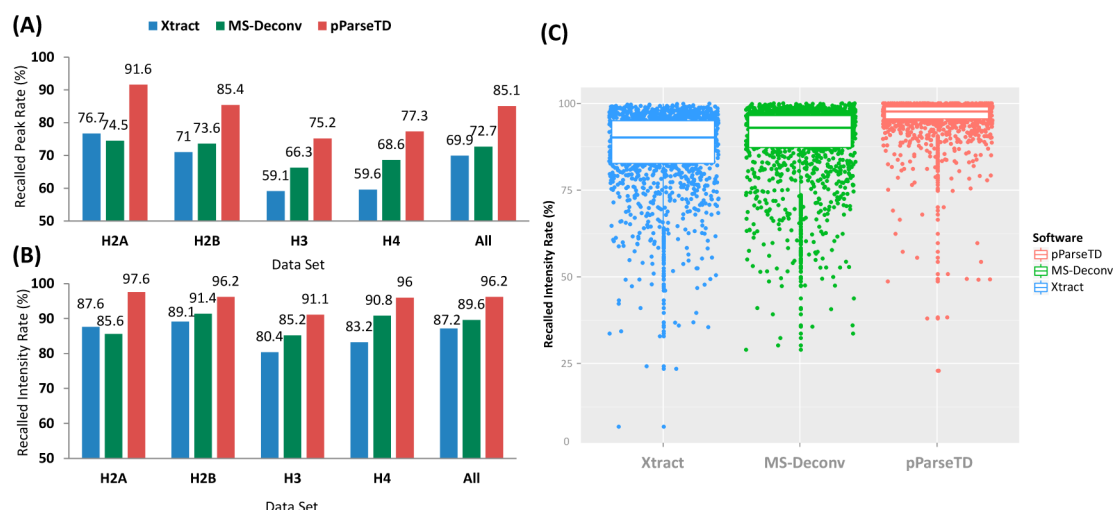 (A)
Xtract MS-Deconv pParseTD
Recalled Peak Rate (%)
100
90
80
70
60
50
76.7 74.5 91.6
71 73.6 85.4
59.1 66.3 75.2
59.6 68.6 77.3
69.9 72.7 85.1
H2A H2B H3 H4 All
Data Set
(B)
Recalled Intensity Rate (%)
100
90
80
70
60
50
87.6 85.6 97.6
89.1 91.4 96.2
80.4 85.2 91.1
83.2 90.8 96
87.2 89.6 96.2
H2A H2B H3 H4 All
Data Set
(C)
Recalled Intensity Rate (%)
100
75
50
25
0
Xtract MS-Deconv pParseTD
Software
pParseTD
MS-Deconv
Xtract